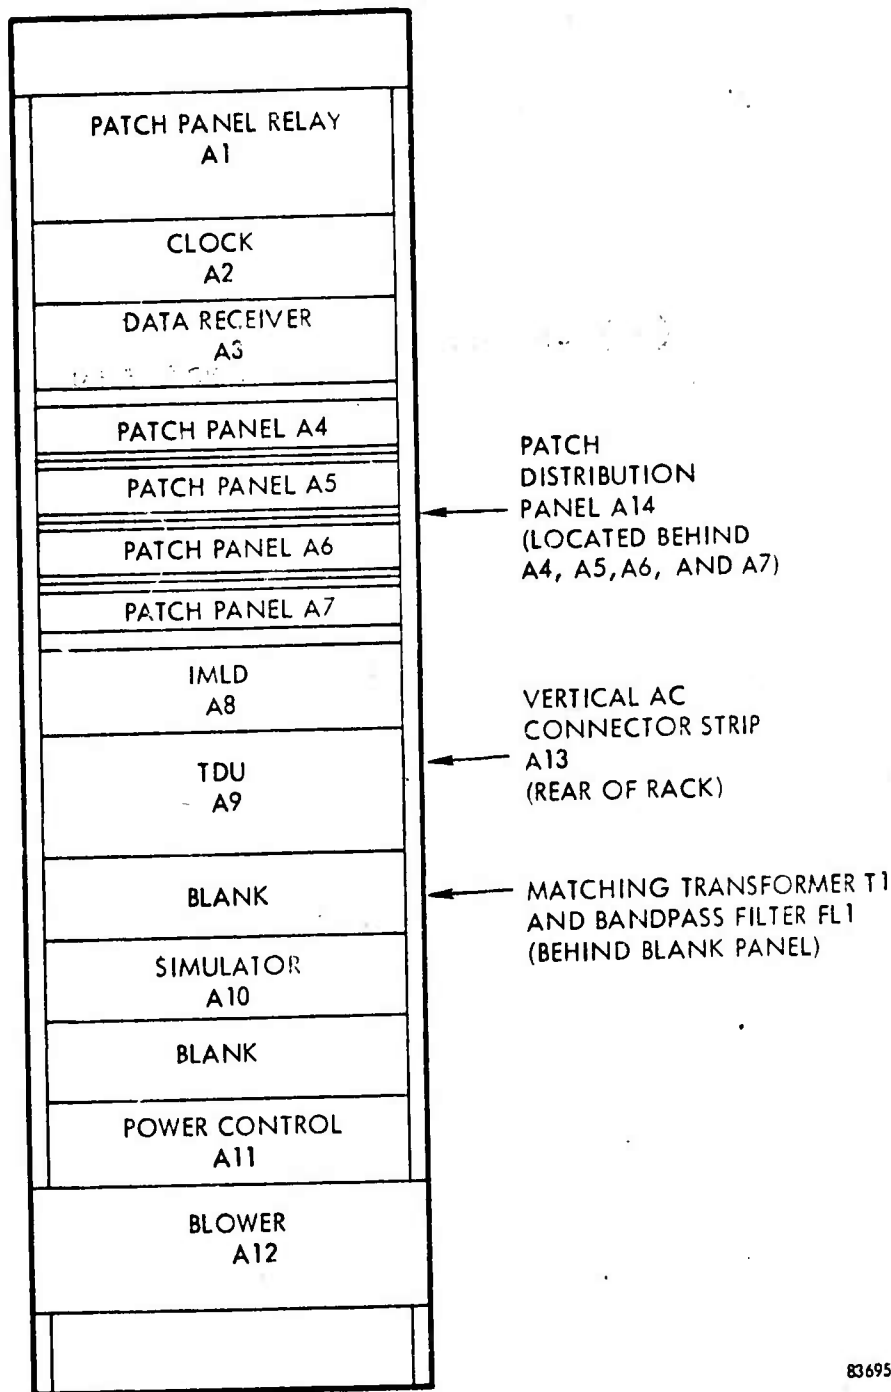 PATCH PANEL RELAY
A1
CLOCK
A2
DATA RECEIVER
A3
PATCH PANEL A4
PATCH PANEL A5
PATCH PANEL A6
PATCH PANEL A7
IMLD
A8
TDU
A9
BLANK
SIMULATOR
A10
BLANK
POWER CONTROL
A11
BLOWER
A12
PATCH
DISTRIBUTION
PANEL A14
(LOCATED BEHIND
A4, A5, A6, AND A7)
VERTICAL AC
CONNECTOR STRIP
A13
(REAR OF RACK)
MATCHING TRANSFORMER T1
AND BANDPASS FILTER FL1
(BEHIND BLANK PANEL)
83695